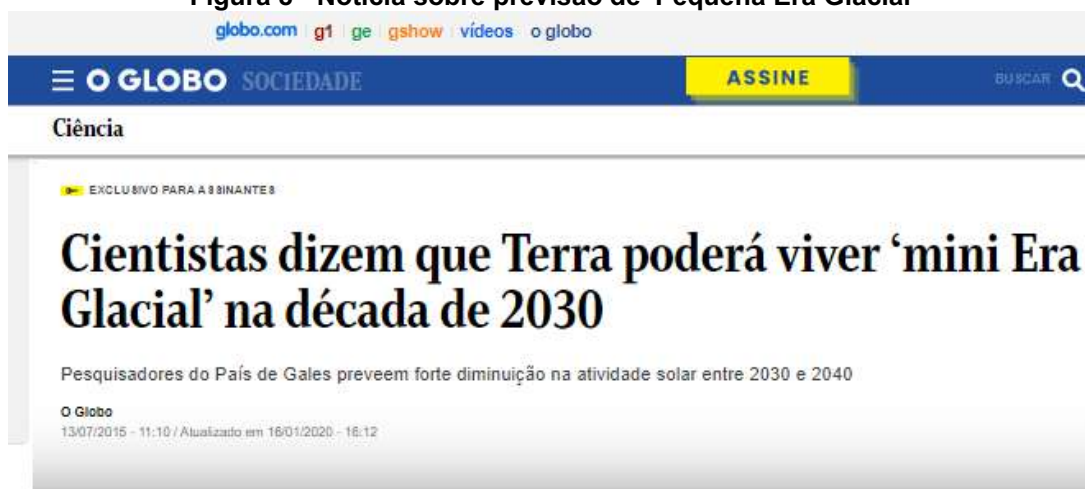 Figura 8 - Notícia sobre previsão de 'Pequena Era Glacial'
globo.com g1 ge gshow vídeos o globo
O GLOBO SOCIEDADE ASSINE BUSCAR
Ciência
EXCLUSIVO PARA ASSINANTES
Cientistas dizem que Terra poderá viver ‘mini Era
Glacial’ na década de 2030
Pesquisadores do País de Gales preveem forte diminuição na atividade solar entre 2030 e 2040
O Globo
13/07/2015 - 11:10 / Atualizado em 16/01/2020 - 16:12